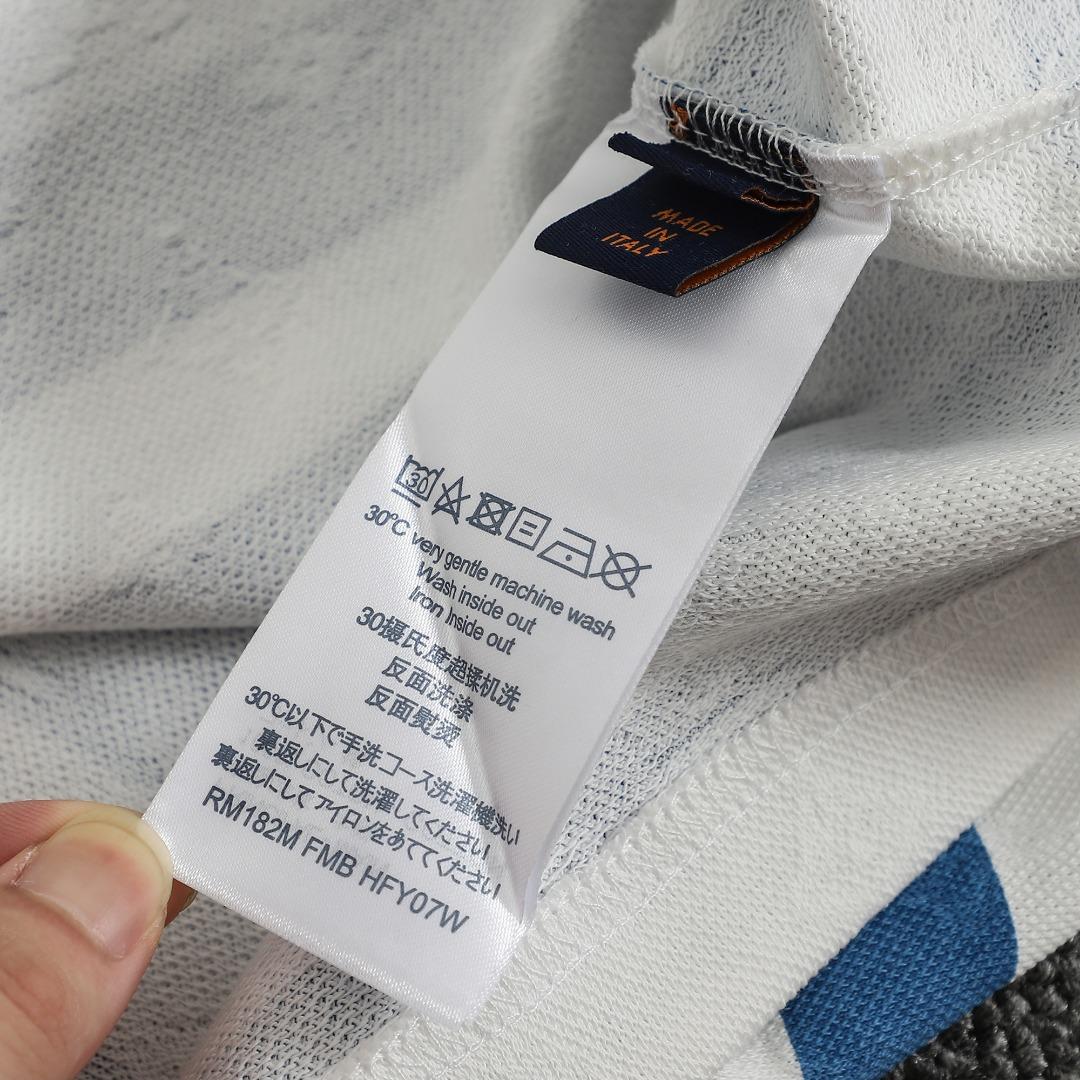 MADE
IN
ITALY
30
30°C very gentle machine wash
Wash inside out
Iron Inside out
30摄氏度超揉机洗
反面洗涤
反面熨烫
30℃以下で手洗コース洗濯機洗い
裏返しにして洗濯してください
裏返しにしてアイロンをあててください
RM182M FMB HFY07W